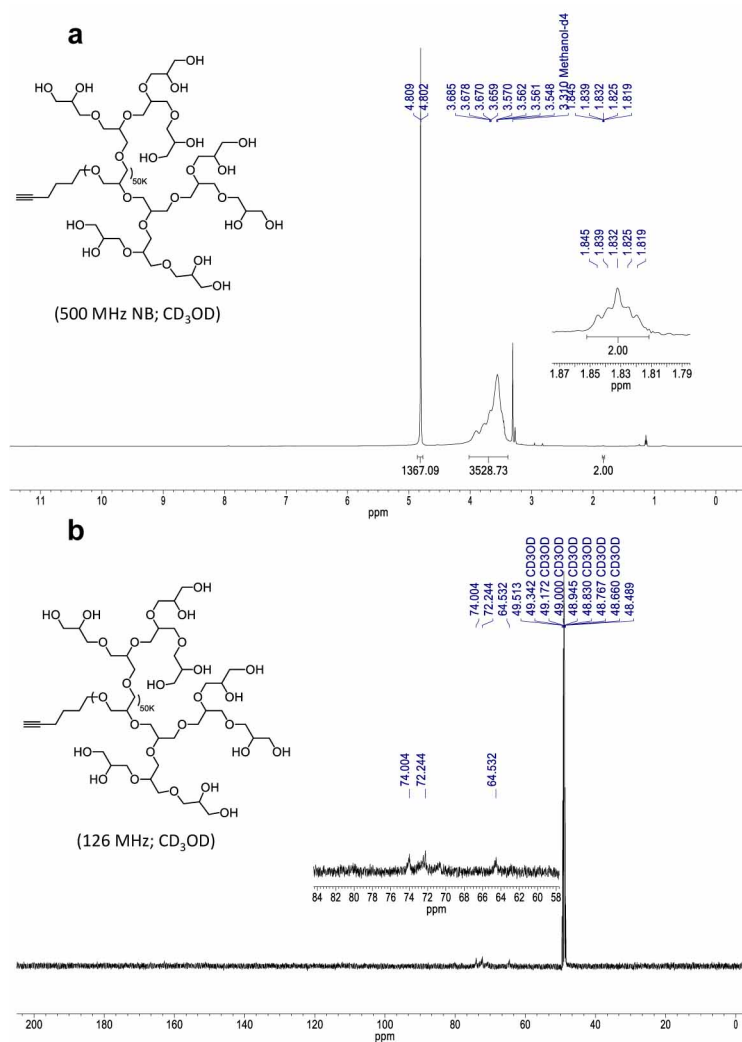 a
OH
HO OH OH
O
O O O
OH
O HO OH
HO OH
O O
50K
( O O O O OH
O O OH
HO O OH
HO O OH
O O OH
(500 MHz NB; CD3OD)
4.809
4.802
3.685
3.678
3.670
3.659
3.570
3.562
3.561
3.548
3.310 Methanol-d4
1.845
1.839
1.832
1.825
1.819
1.845
1.839
1.832
1.825
1.819
2.00
1.87 1.85 1.83 1.81 1.79
ppm
1367.09 3528.73 2.00
11 10 9 8 7 6 5 4 3 2 1 0
ppm
b
OH
HO OH OH
O
O O O
OH
O HO OH
HO OH
O O
50K
( O O O O OH
O O OH
HO O OH
HO O OH
O O OH
(126 MHz; CD3OD)
74.004
72.244
64.532
49.513
49.342 CD3OD
49.172 CD3OD
49.000 CD3OD
48.945 CD3OD
48.830 CD3OD
48.767 CD3OD
48.660 CD3OD
48.489
74.004
72.244
64.532
84 82 80 78 76 74 72 70 68 66 64 62 60 58
ppm
200 180 160 140 120 100 80 60 40 20 0
ppm